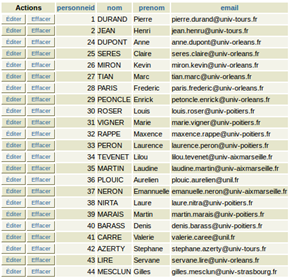 Actions personneid nom prenom email
Editer Effacer 1 DURAND Pierre pierre.durand@univ-tours.fr
Editer Effacer 2 JEAN Henri jean.henru@univ-tours.fr
Editer Effacer 24 DUPONT Anne anne.dupont@univ-orleans.fr
Editer Effacer 25 SERES Claire seres.claire@univ-orleans.fr
Editer Effacer 26 MIRON Kevin miron.kevin@univ-orleans.fr
Editer Effacer 27 TIAN Marc tian.marc@univ-orleans.fr
Editer Effacer 28 PARIS Frederic paris.frederic@univ-orleans.fr
Editer Effacer 29 PEONCLE Enrick petoncle.enrick@univ-orleans.fr
Editer Effacer 30 ROSER Louis louis.roser@univ-poitiers.fr
Editer Effacer 31 VIGNER Marie marie.vigner@univ-poitiers.fr
Editer Effacer 32 RAPPE Maxence maxence.rappe@univ-poitiers.fr
Editer Effacer 33 PERON Laurence laurence.peron@univ-poitiers.fr
Editer Effacer 34 TEVENET Lilou lilou.tevenet@univ-aixmarseille.fr
Editer Effacer 35 MARTIN Laudine laudine.martin@univ-aixmarseille.fr
Editer Effacer 36 PLOUIC Aurelien plouic.aurelien@unil.fr
Editer Effacer 37 NERON Emannuelle emanuelle.neron@univ-aixmarseille.fr
Editer Effacer 38 NIRTA Laure laure.nitra@univ-poitiers.fr
Editer Effacer 39 MARAIS Martin martin.marais@univ-poitiers.fr
Editer Effacer 40 BARASS Denis denis.barass@univ-poitiers.fr
Editer Effacer 41 CARRE Valerie valerie.caree@unil.fr
Editer Effacer 42 AZERTY Stephane stephane.azerty@univ-tours.fr
Editer Effacer 43 LIRE Servane servane.lire@univ-orleans.fr
Editer Effacer 44 MESCLUN Gilles gilles.mesclun@univ-strasbourg.fr